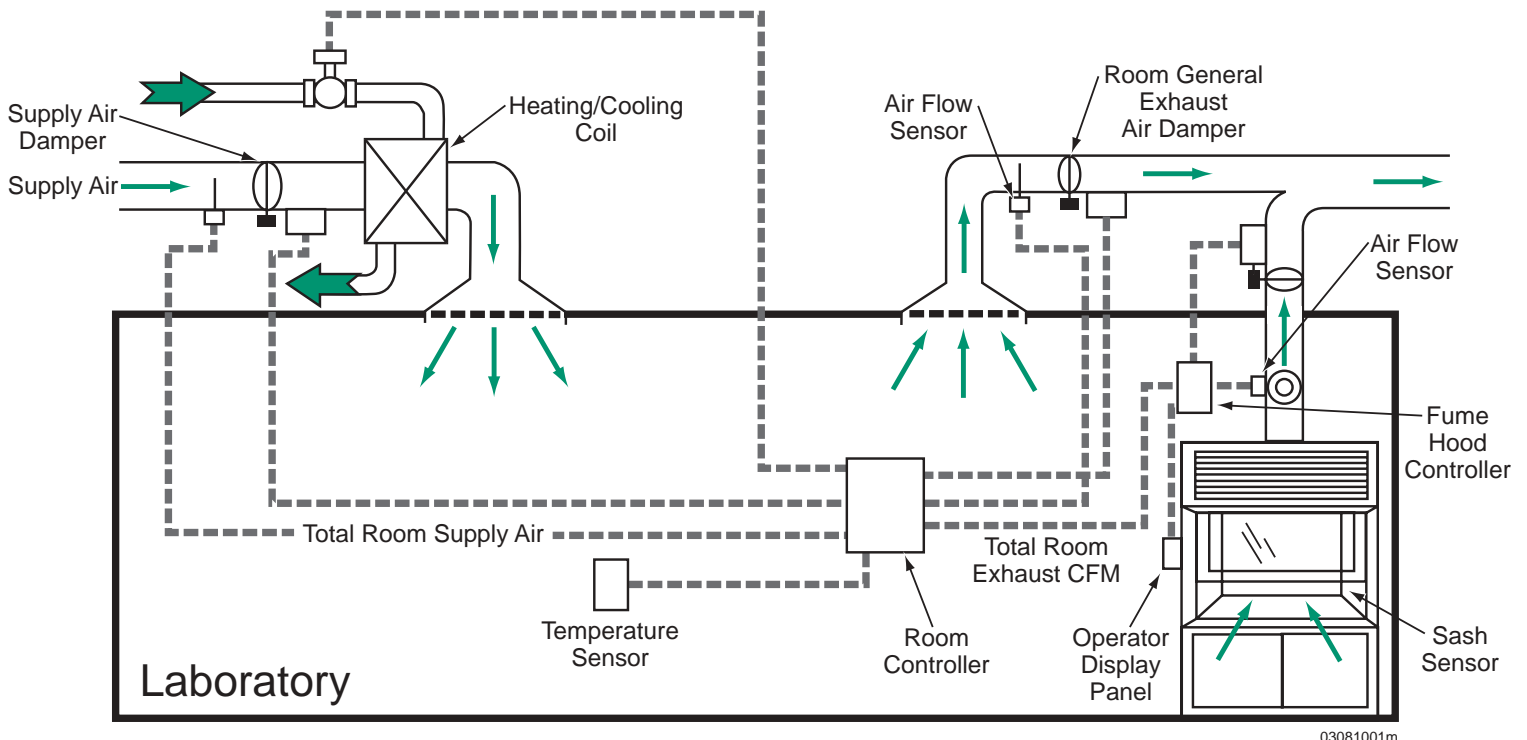 Supply Air
Damper
Supply Air
Heating/Cooling
Coil
Air Flow
Sensor
Room General
Exhaust
Air Damper
Air Flow
Sensor
Fume
Hood
Controller
Total Room Supply Air
Total Room
Exhaust CFM
Temperature
Sensor
Room
Controller
Operator
Display
Panel
Sash
Sensor
Laboratory
03081001m